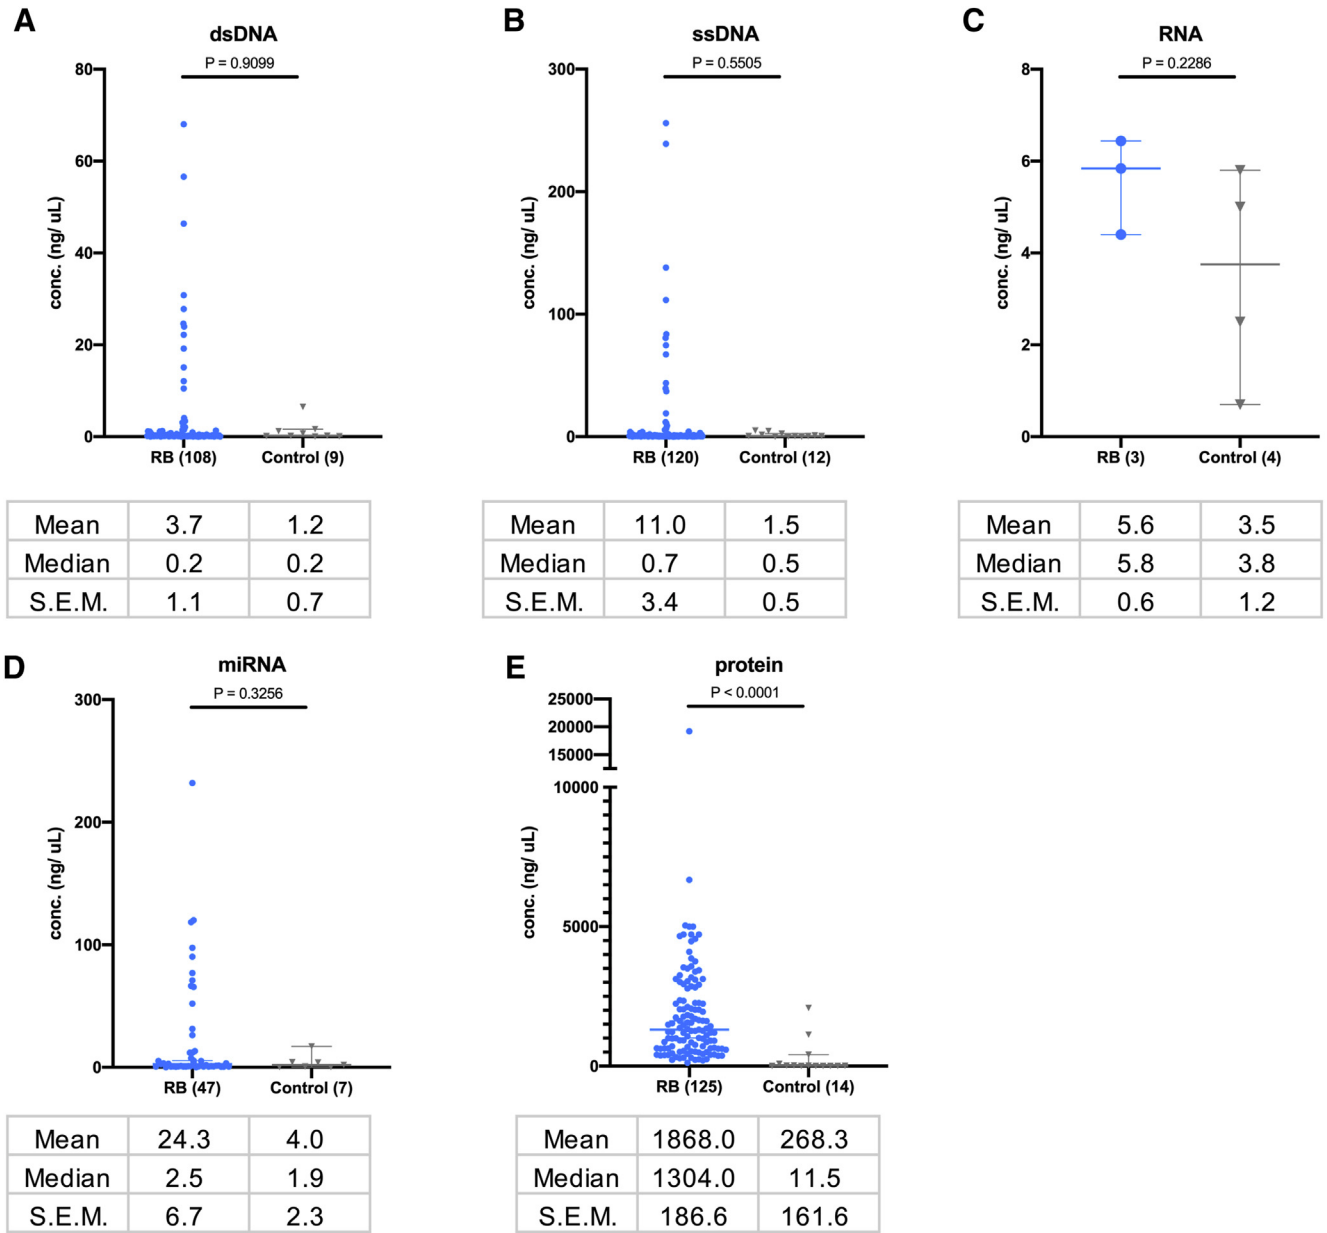 A
dsDNA
P = 0.9099
80
60
40
20
0
conc. (ng/ uL)
RB (108)
Control (9)
Mean 3.7 1.2
Median 0.2 0.2
S.E.M. 1.1 0.7
B
ssDNA
P = 0.5505
300
200
100
0
conc. (ng/ uL)
RB (120)
Control (12)
Mean 11.0 1.5
Median 0.7 0.5
S.E.M. 3.4 0.5
C
RNA
P = 0.2286
8
6
4
2
0
conc. (ng/ uL)
RB (3)
Control (4)
Mean 5.6 3.5
Median 5.8 3.8
S.E.M. 0.6 1.2
D
miRNA
P = 0.3256
300
200
100
0
conc. (ng/ uL)
RB (47)
Control (7)
Mean 24.3 4.0
Median 2.5 1.9
S.E.M. 6.7 2.3
E
protein
P < 0.0001
25000
20000
15000
10000
5000
0
conc. (ng/ uL)
RB (125)
Control (14)
Mean 1868.0 268.3
Median 1304.0 11.5
S.E.M. 186.6 161.6